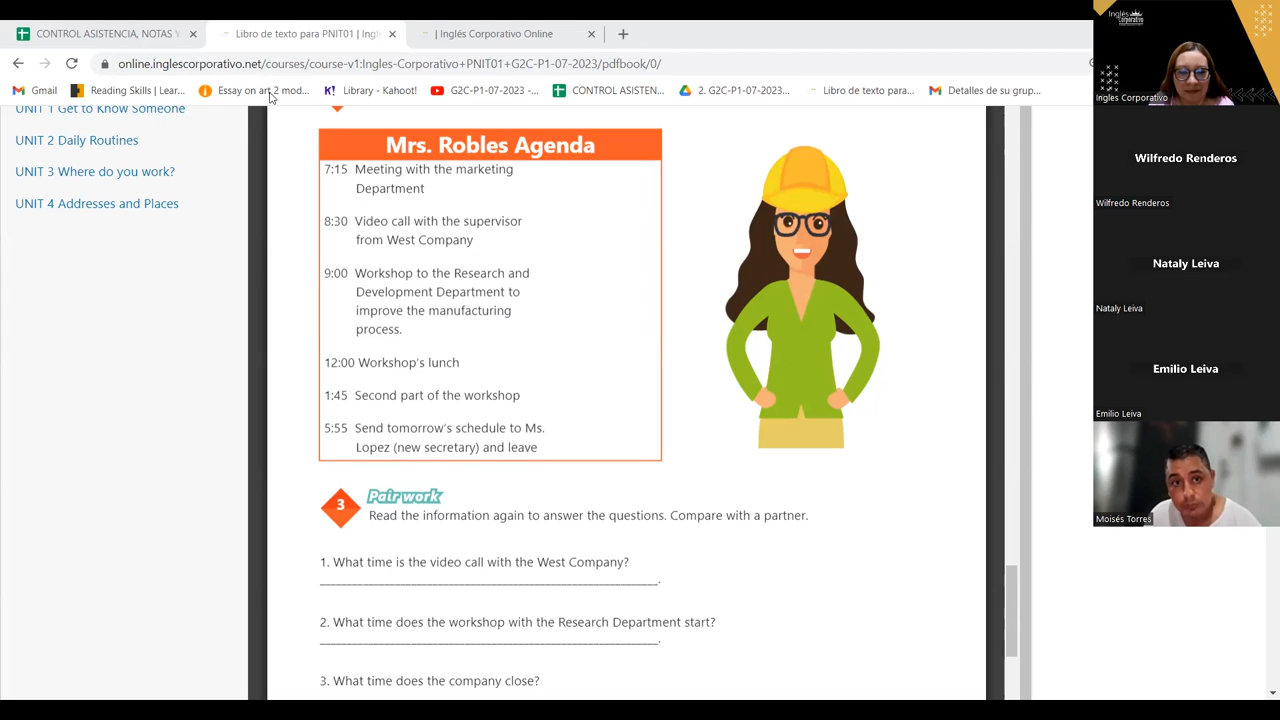 CONTROL ASISTENCIA, NOTAS Y
Libro de texto para PNIT01 | Ingl
| Inglés Corporativo Online
online.inglescorporativo.net/courses/course-v1:Ingles-Corporativo+PNIT01+G2C-P1-07-2023/pdfbook/0/
Gmail
Reading Skills | Lear...
Essay on art 2 mod...
Library - Kahoot!
G2C-P1-07-2023 -...
CONTROL ASISTEN...
2. G2C-P1-07-2023...
Libro de texto para...
Detalles de su grup...
UNIT 1 Get to Know Someone
UNIT 2 Daily Routines
UNIT 3 Where do you work?
UNIT 4 Addresses and Places
Mrs. Robles Agenda
7:15 Meeting with the marketing
Department
8:30 Video call with the supervisor
from West Company
9:00 Workshop to the Research and
Development Department to
improve the manufacturing
process.
12:00 Workshop's lunch
1:45 Second part of the workshop
5:55 Send tomorrow's schedule to Ms.
Lopez (new secretary) and leave
3
Pair work
Read the information again to answer the questions. Compare with a partner.
1. What time is the video call with the West Company?
2. What time does the workshop with the Research Department start?
3. What time does the company close?
Inglés
Corporativo
Ingles Corporativo
Wilfredo Renderos
Wilfredo Renderos
Nataly Leiva
Nataly Leiva
Emilio Leiva
Emilio Leiva
Moisés Torres